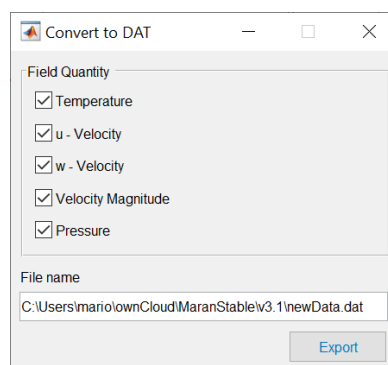 Convert to DAT
Field Quantity
Temperature
u - Velocity
w - Velocity
Velocity Magnitude
Pressure
File name
C:\Users\mario\ownCloud\MaranStable\v3.1\newData.dat
Export